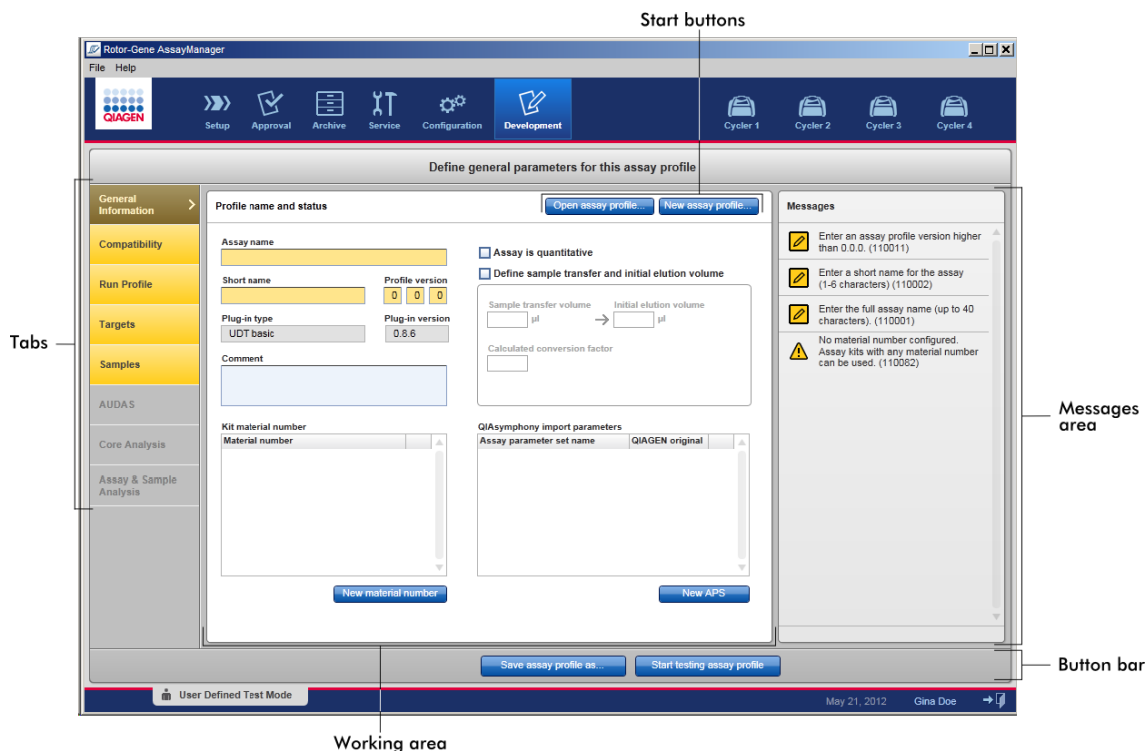 Start buttons
Rotor-Gene AssayManager
File Help
QIAGEN
Setup Approval Archive Service Configuration Development Cycler 1 Cycler 2 Cycler 3 Cycler 4
Define general parameters for this assay profile
General Information
Compatibility
Run Profile
Targets
Samples
AUDAS
Core Analysis
Assay & Sample Analysis
Tabs
Profile name and status
Open assay profile... New assay profile...
Assay name
Short name Profile version
0 0 0
Plug-in type Plug-in version
UDT basic 0.8.6
Comment
Assay is quantitative
Define sample transfer and initial elution volume
Sample transfer volume Initial elution volume
µl µl
Calculated conversion factor
Kit material number
Material number
New material number
QIAsymphony import parameters
Assay parameter set name QIAGEN original
New APS
Messages
Enter an assay profile version higher
than 0.0.0. (110011)
Enter a short name for the assay
(1-6 characters) (110002)
Enter the full assay name (up to 40
characters). (110001)
No material number configured.
Assay kits with any material number
can be used. (110082)
Messages
area
Save assay profile as... Start testing assay profile
Button bar
User Defined Test Mode
May 21, 2012 Gina Doe
Working area